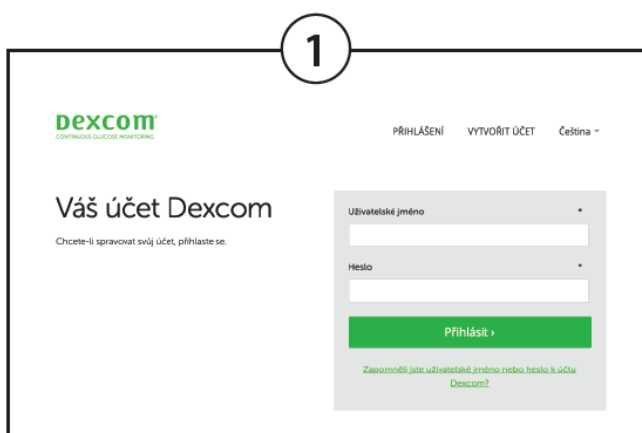 1
Dexcom
CONTINUOUS GLUCOSE MONITORING
PŘIHLÁŠENÍ VYTVOŘIT ÚČET Čeština
Váš účet Dexcom
Chcete-li spravovat svůj účet, přihlaste se.
Uživatelské jméno *
Heslo *
Přihlásit ›
Zapomněli jste uživatelské jméno nebo heslo k účtu
Dexcom?